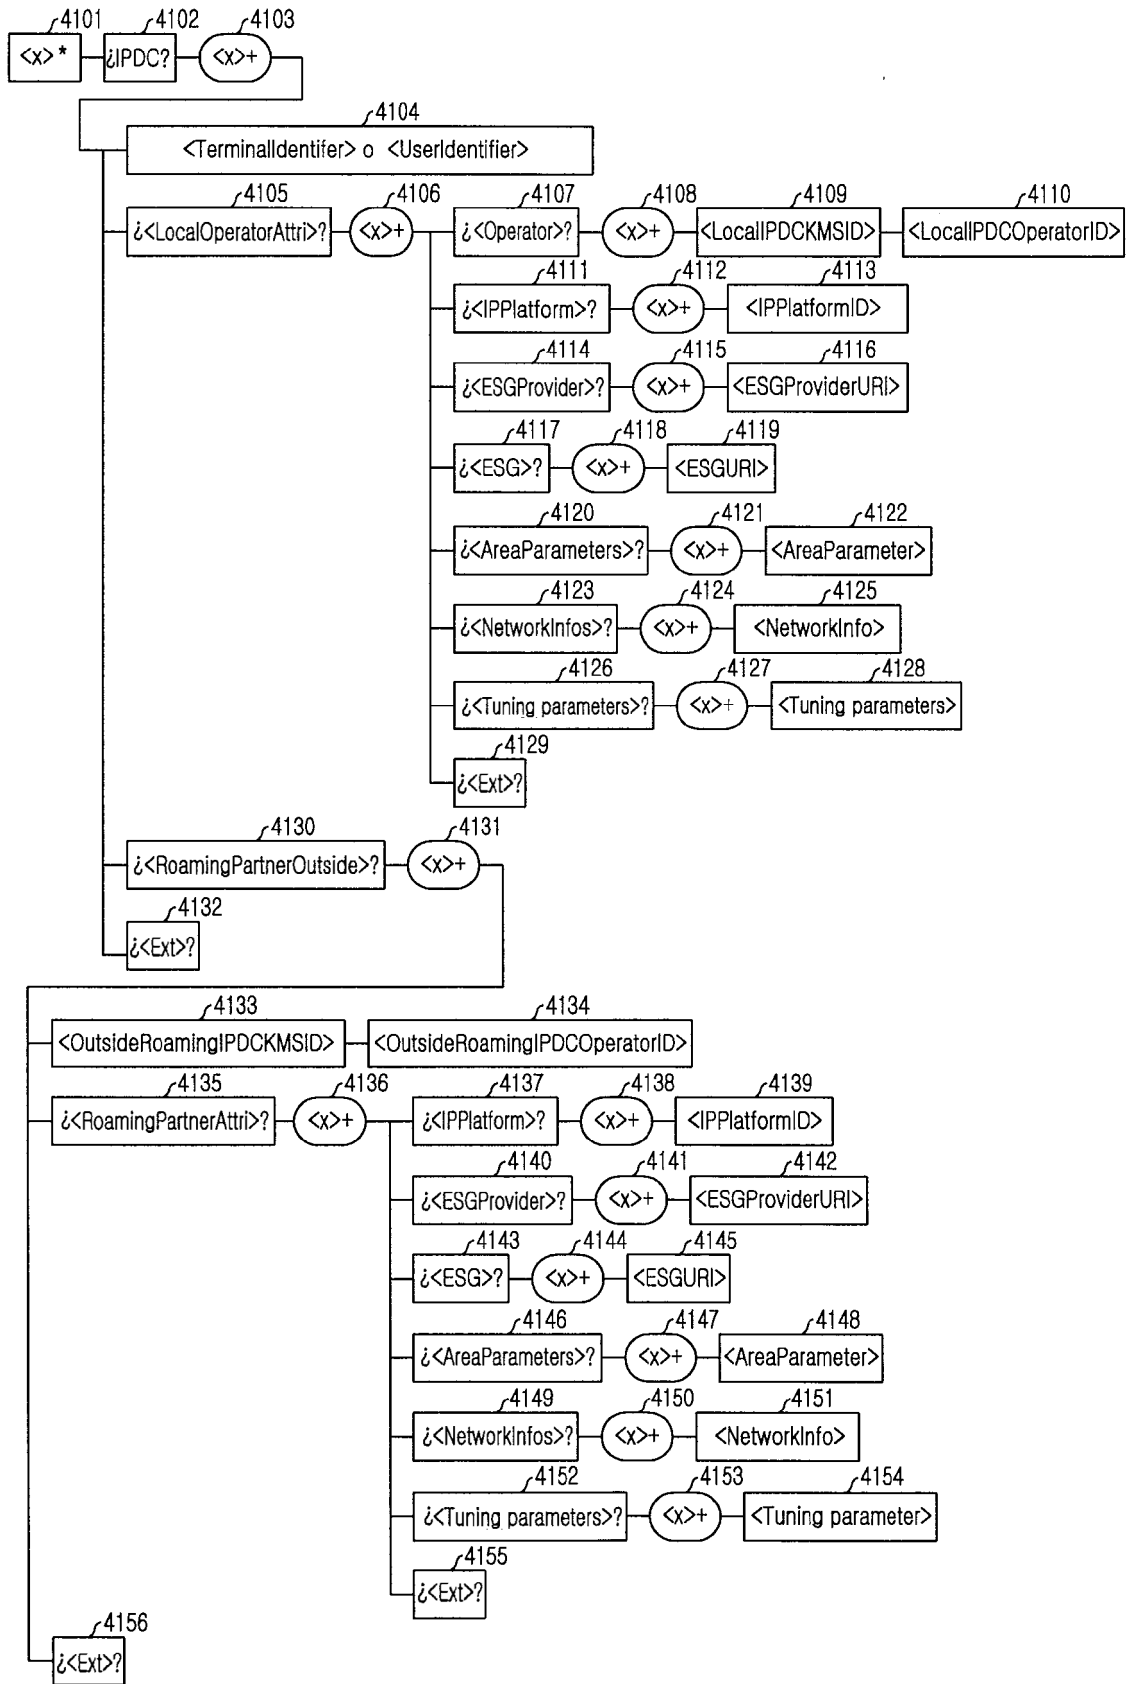 4101 4102 4103
<x>* ¿IPDC? <x>+
4104
<TerminalIdentifer> o <UserIdentifier>
4105 4106 4107 4108 4109 4110
¿<LocalOperatorAttri>? <x>+ ¿<Operator>? <x>+ <LocalIPDCKMSID> <LocalIPDCOperatorID>
4111 4112 4113
¿<IPPlatform>? <x>+ <IPPlatformID>
4114 4115 4116
¿<ESGProvider>? <x>+ <ESGProviderURI>
4117 4118 4119
¿<ESG>? <x>+ <ESGURI>
4120 4121 4122
¿<AreaParameters>? <x>+ <AreaParameter>
4123 4124 4125
¿<NetworkInfos>? <x>+ <NetworkInfo>
4126 4127 4128
¿<Tuning parameters>? <x>+ <Tuning parameters>
4129
¿<Ext>?
4130 4131
¿<RoamingPartnerOutside>? <x>+
4132
¿<Ext>?
4133 4134
<OutsideRoamingIPDCKMSID> <OutsideRoamingIPDCOperatorID>
4135 4136 4137 4138 4139
¿<RoamingPartnerAttri>? <x>+ ¿<IPPlatform>? <x>+ <IPPlatformID>
4140 4141 4142
¿<ESGProvider>? <x>+ <ESGProviderURI>
4143 4144 4145
¿<ESG>? <x>+ <ESGURI>
4146 4147 4148
¿<AreaParameters>? <x>+ <AreaParameter>
4149 4150 4151
¿<NetworkInfos>? <x>+ <NetworkInfo>
4152 4153 4154
¿<Tuning parameters>? <x>+ <Tuning parameter>
4155
¿<Ext>?
4156
¿<Ext>?